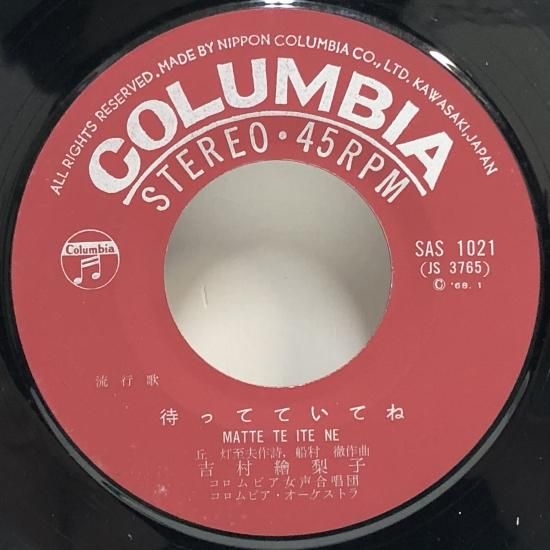 ALL RIGHTS RESERVED. MADE BY NIPPON COLUMBIA CO., LTD. KAWASAKI, JAPAN
COLUMBIA
STEREO・45RPM
Columbia
SAS 1021
(JS 3765)
© '68. 1
流行歌
待ってていてね
MATTE TE ITE NE
丘 灯至夫作詩, 船村 徹作曲
吉村繪梨子
コロムビア女声合唱団
コロムビア・オーケストラ